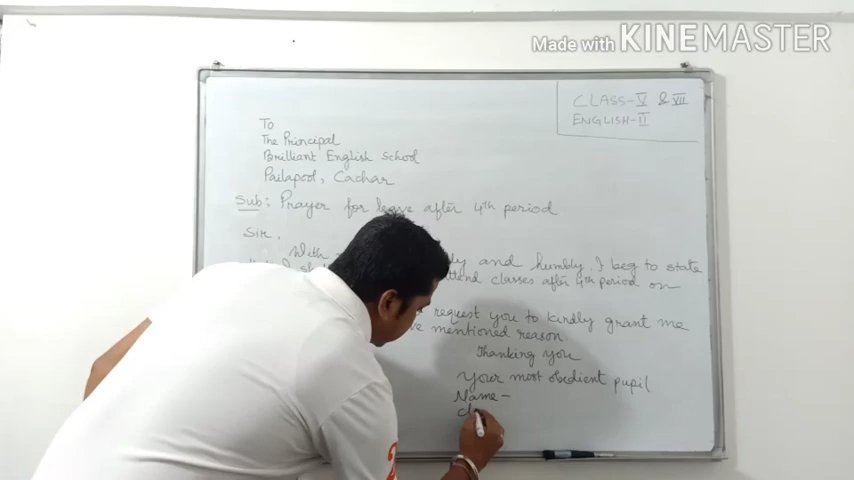 Made with KINEMASTER
CLASS-V & VII
ENGLISH-II
To
The Principal
Brilliant English School
Pailapool, Cachar
Sub: Prayer for leave after 4th period
Sir,
With and humbly, I beg to state
attend classes after 4th period on
request you to kindly grant me
mentioned reason.
Thanking you
Your most obedient pupil
Name-